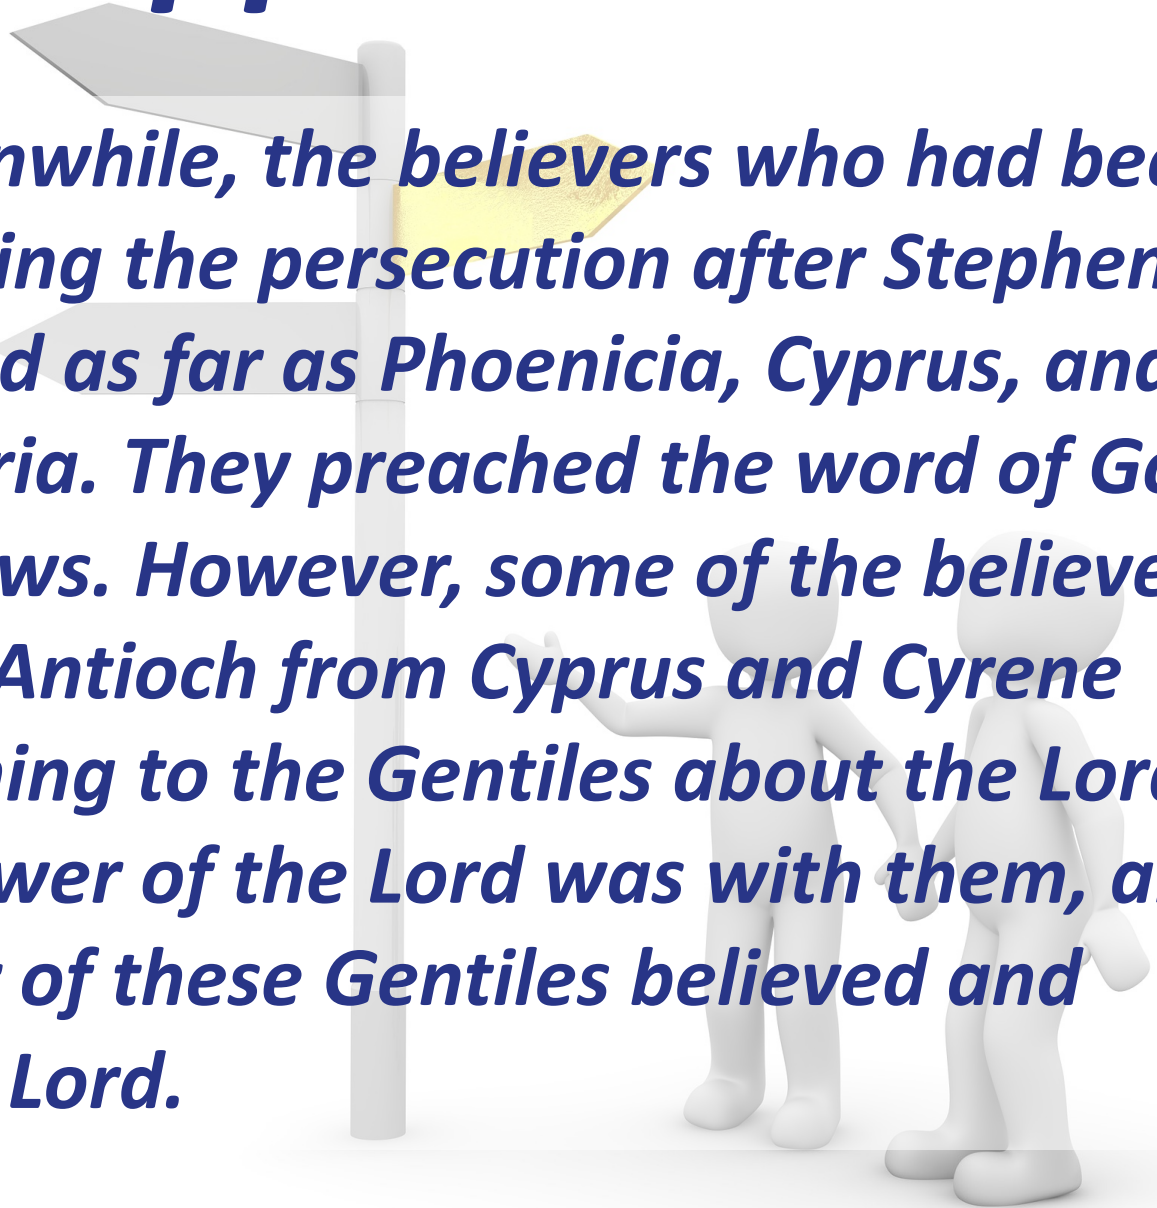 nwhile, the believers who had bee
ing the persecution after Stephen
d as far as Phoenicia, Cyprus, and
ria. They preached the word of Go
ws. However, some of the believe
Antioch from Cyprus and Cyrene
ing to the Gentiles about the Lord
wer of the Lord was with them, a
of these Gentiles believed and
Lord.